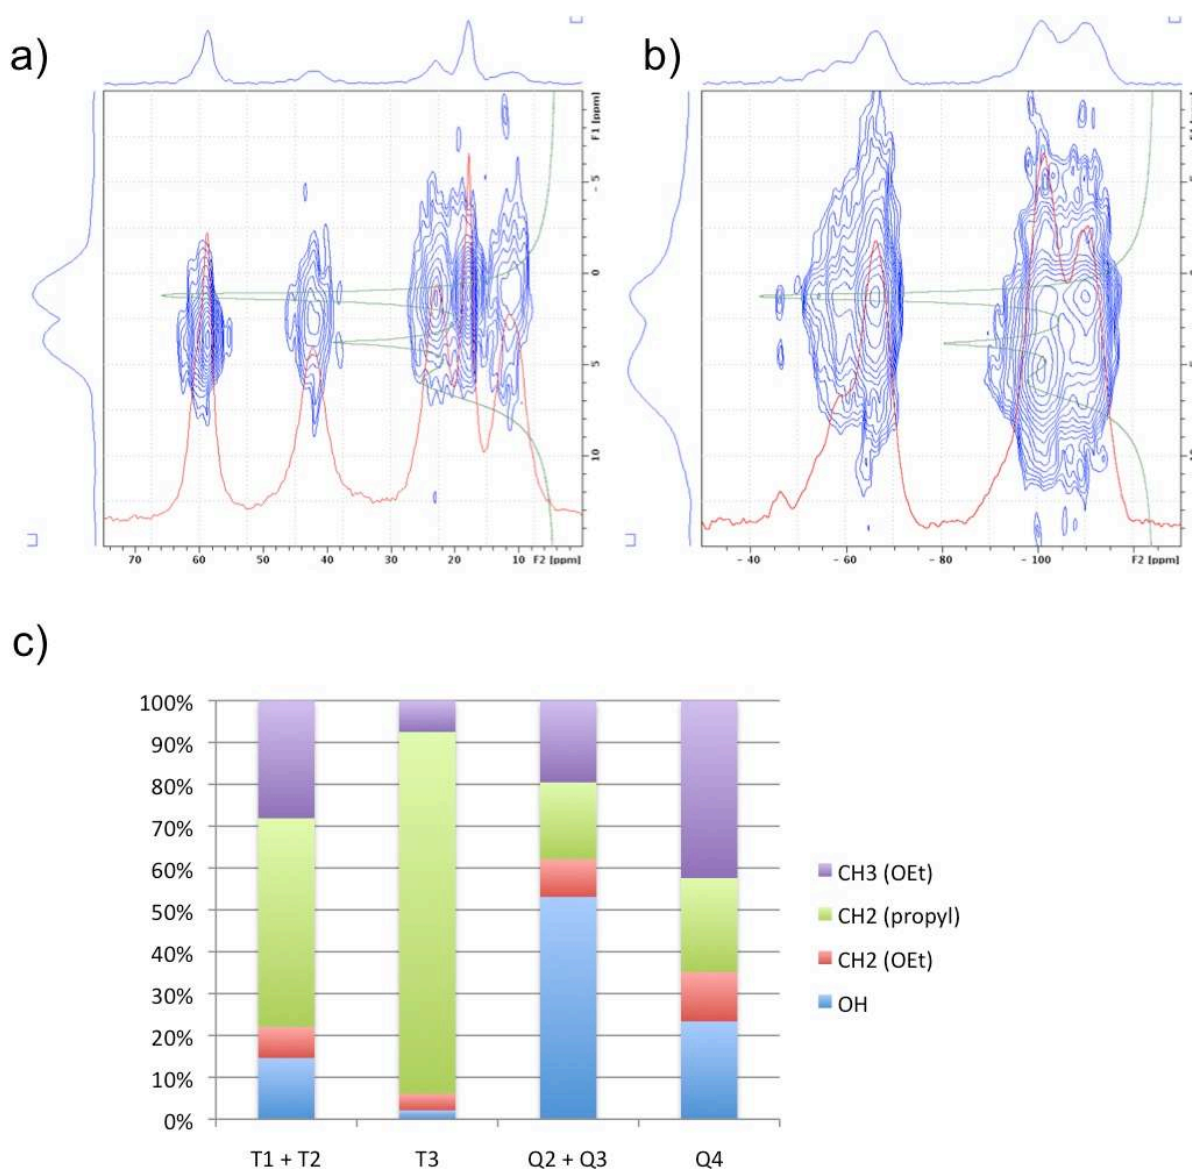 a)
b)
F1 [ppm]
- 5
0
5
10
70 60 50 40 30 20 10 F2 [ppm]
- 40 - 60 - 80 - 100 F2 [ppm]
c)
100%
90%
80%
70%
60%
50%
40%
30%
20%
10%
0%
T1 + T2 T3 Q2 + Q3 Q4
CH3 (OEt)
CH2 (propyl)
CH2 (OEt)
OH